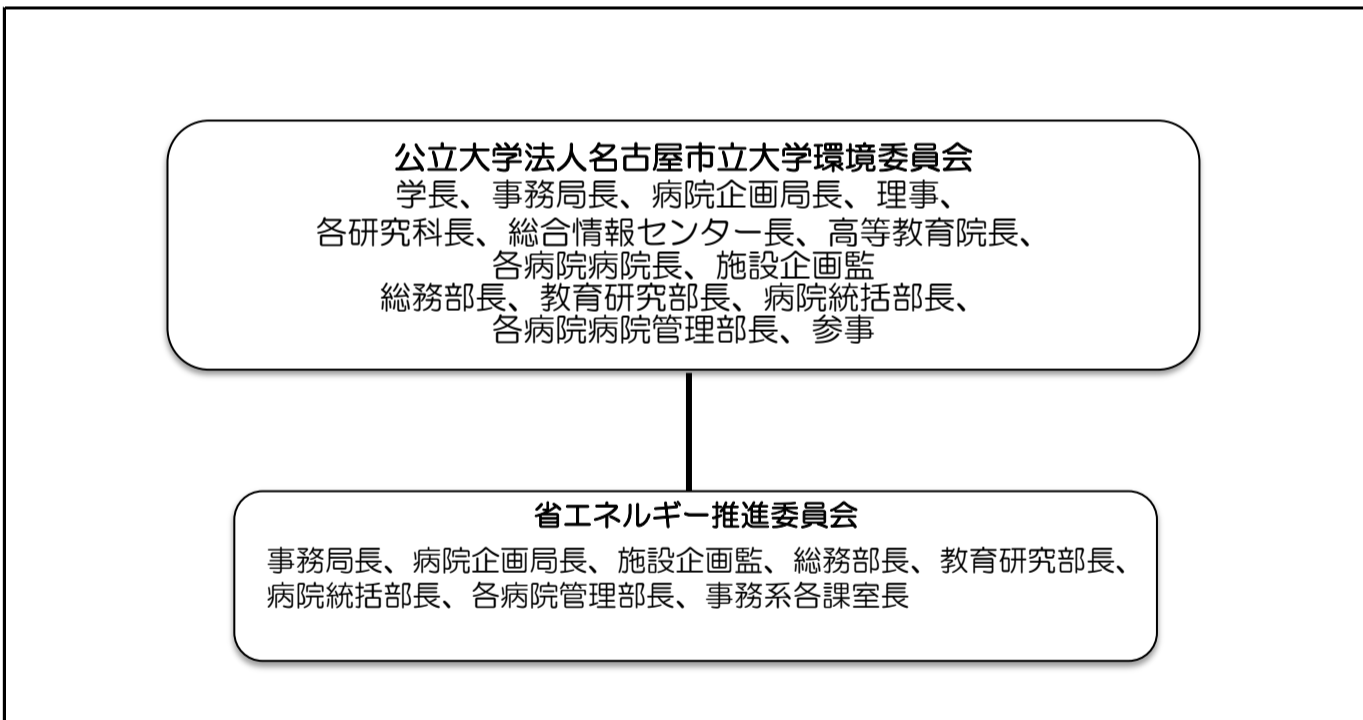 公立大学法人名古屋市立大学環境委員会
学長、事務局長、病院企画局長、理事、
各研究科長、総合情報センター長、高等教育院長、
各病院病院長、施設企画監
総務部長、教育研究部長、病院統括部長、
各病院病院管理部長、参事
省エネルギー推進委員会
事務局長、病院企画局長、施設企画監、総務部長、教育研究部長、
病院統括部長、各病院管理部長、事務系各課室長